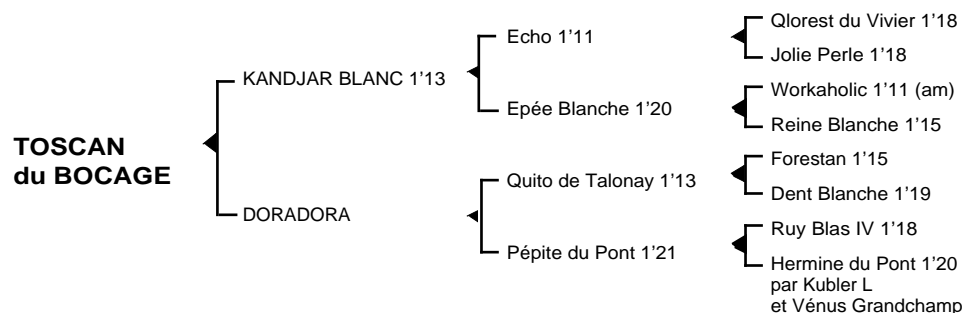 TOSCAN
du BOCAGE
KANDJAR BLANC 1'13
DORADORA
Echo 1'11
Epée Blanche 1'20
Quito de Talonay 1'13
Pépite du Pont 1'21
Qlorest du Vivier 1'18
Jolie Perle 1'18
Workaholic 1'11 (am)
Reine Blanche 1'15
Forestan 1'15
Dent Blanche 1'19
Ruy Blas IV 1'18
Hermine du Pont 1'20
par Kubler L
et Vénus Grandchamp